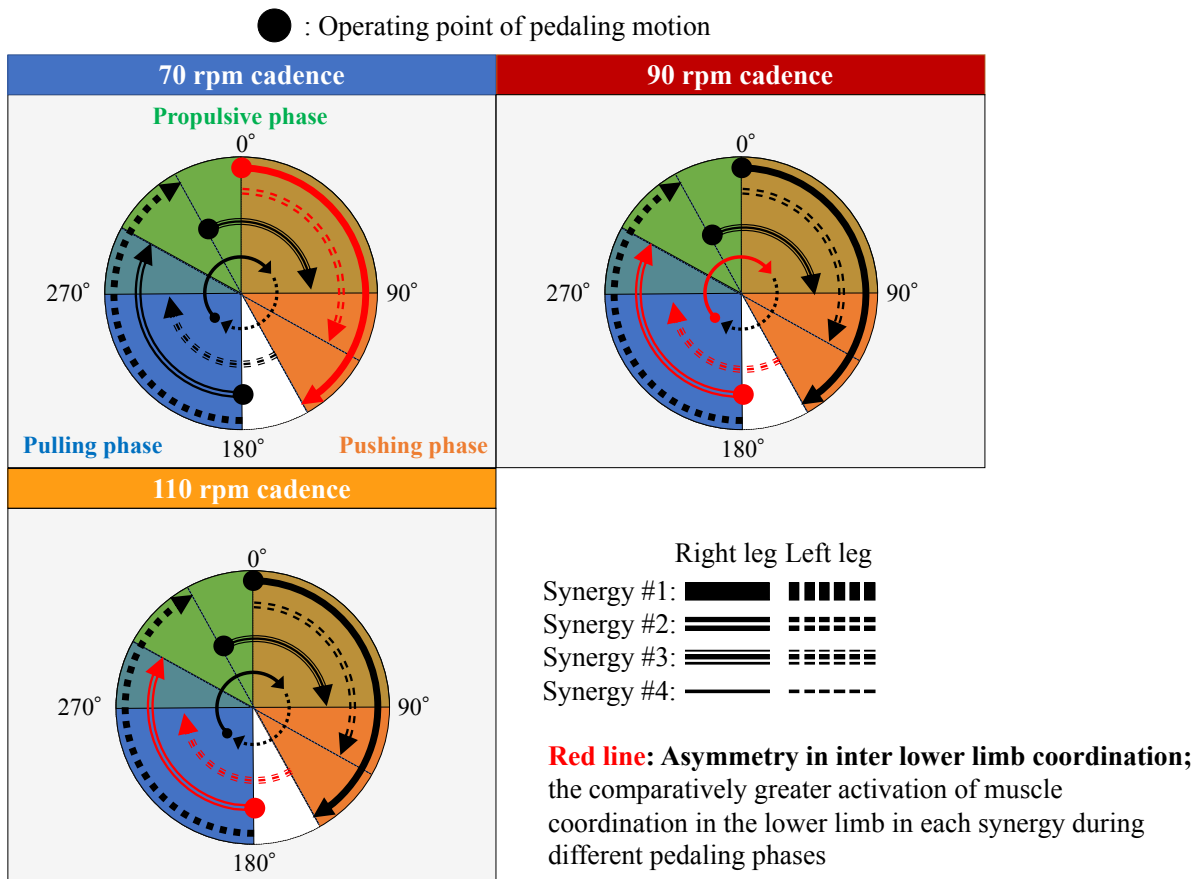 : Operating point of pedaling motion
70 rpm cadence
90 rpm cadence
Propulsive phase
0°
270°
90°
Pulling phase
180°
Pushing phase
0°
270°
90°
180°
110 rpm cadence
0°
270°
90°
180°
Right leg Left leg
Synergy #1:
Synergy #2:
Synergy #3:
Synergy #4:
Red line: Asymmetry in inter lower limb coordination;
the comparatively greater activation of muscle
coordination in the lower limb in each synergy during
different pedaling phases